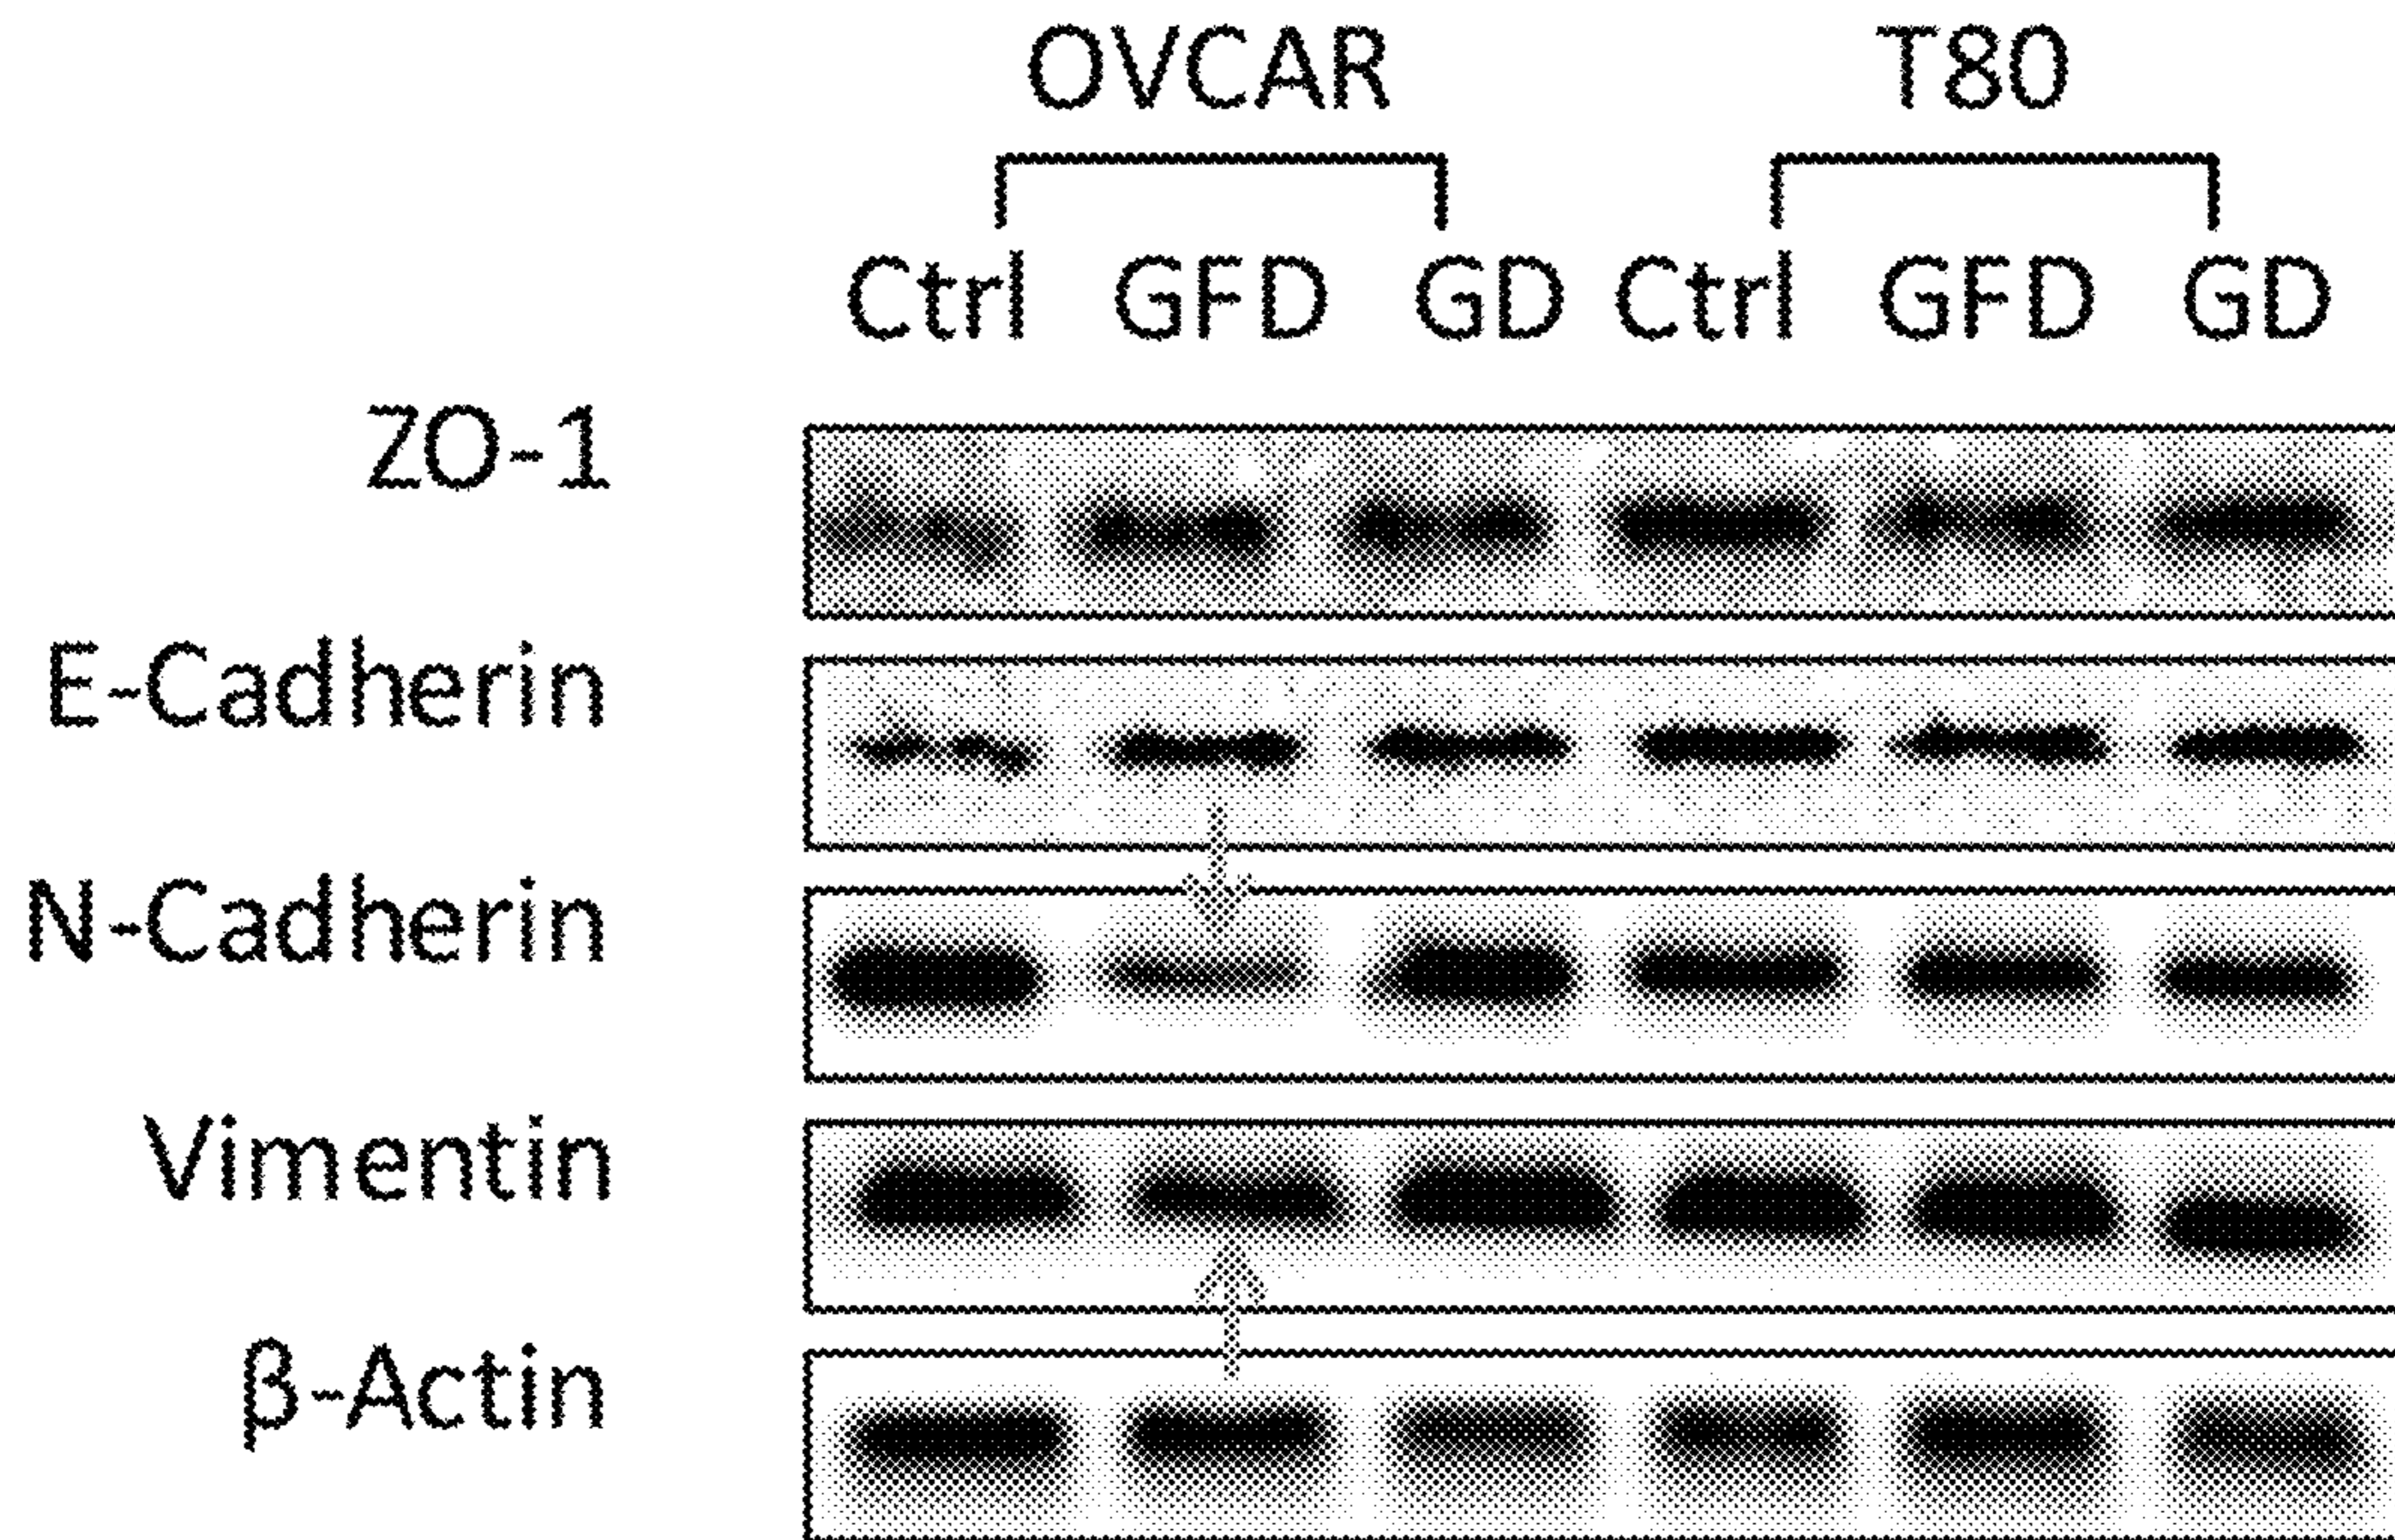 OVCAR T80
Ctrl GFD GD Ctrl GFD GD
ZO-1
E-Cadherin
N-Cadherin
Vimentin
β-Actin